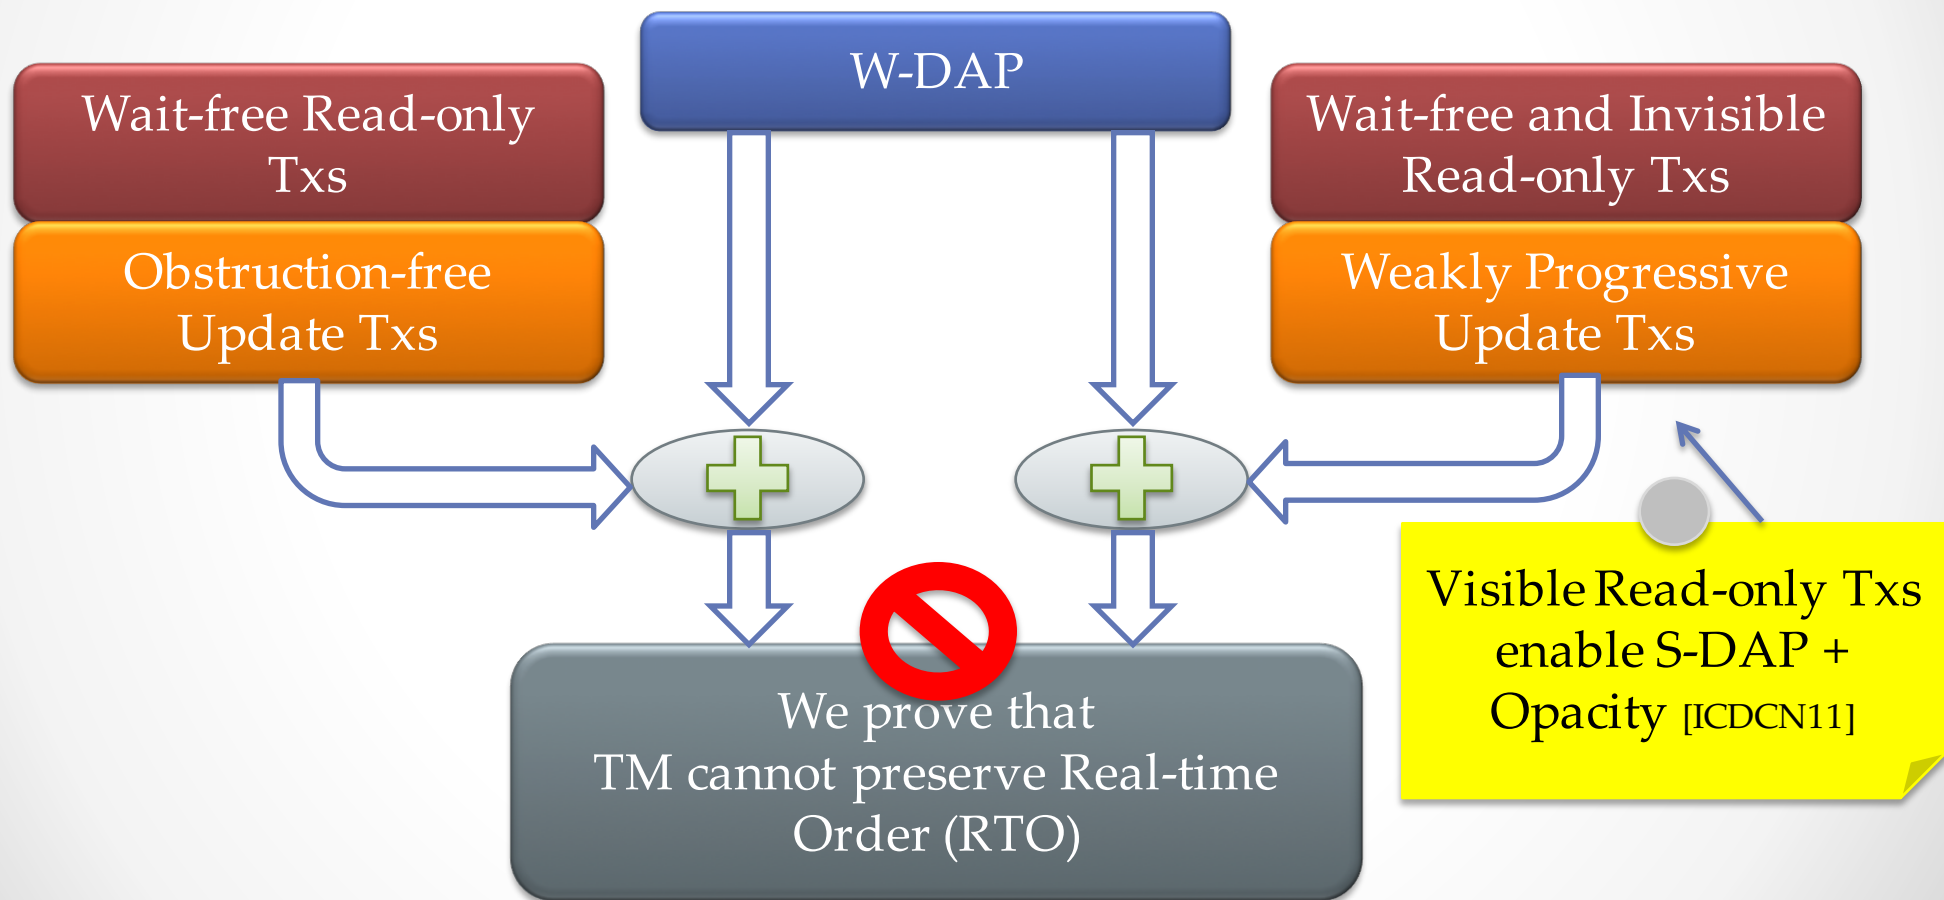 W-DAP
Wait-free Read-only
Txs
Obstruction-free
Update Txs
Wait-free and Invisible
Read-only Txs
Weakly Progressive
Update Txs
Visible Read-only Txs
enable S-DAP +
Opacity [ICDCN11]
We prove that
TM cannot preserve Real-time
Order (RTO)